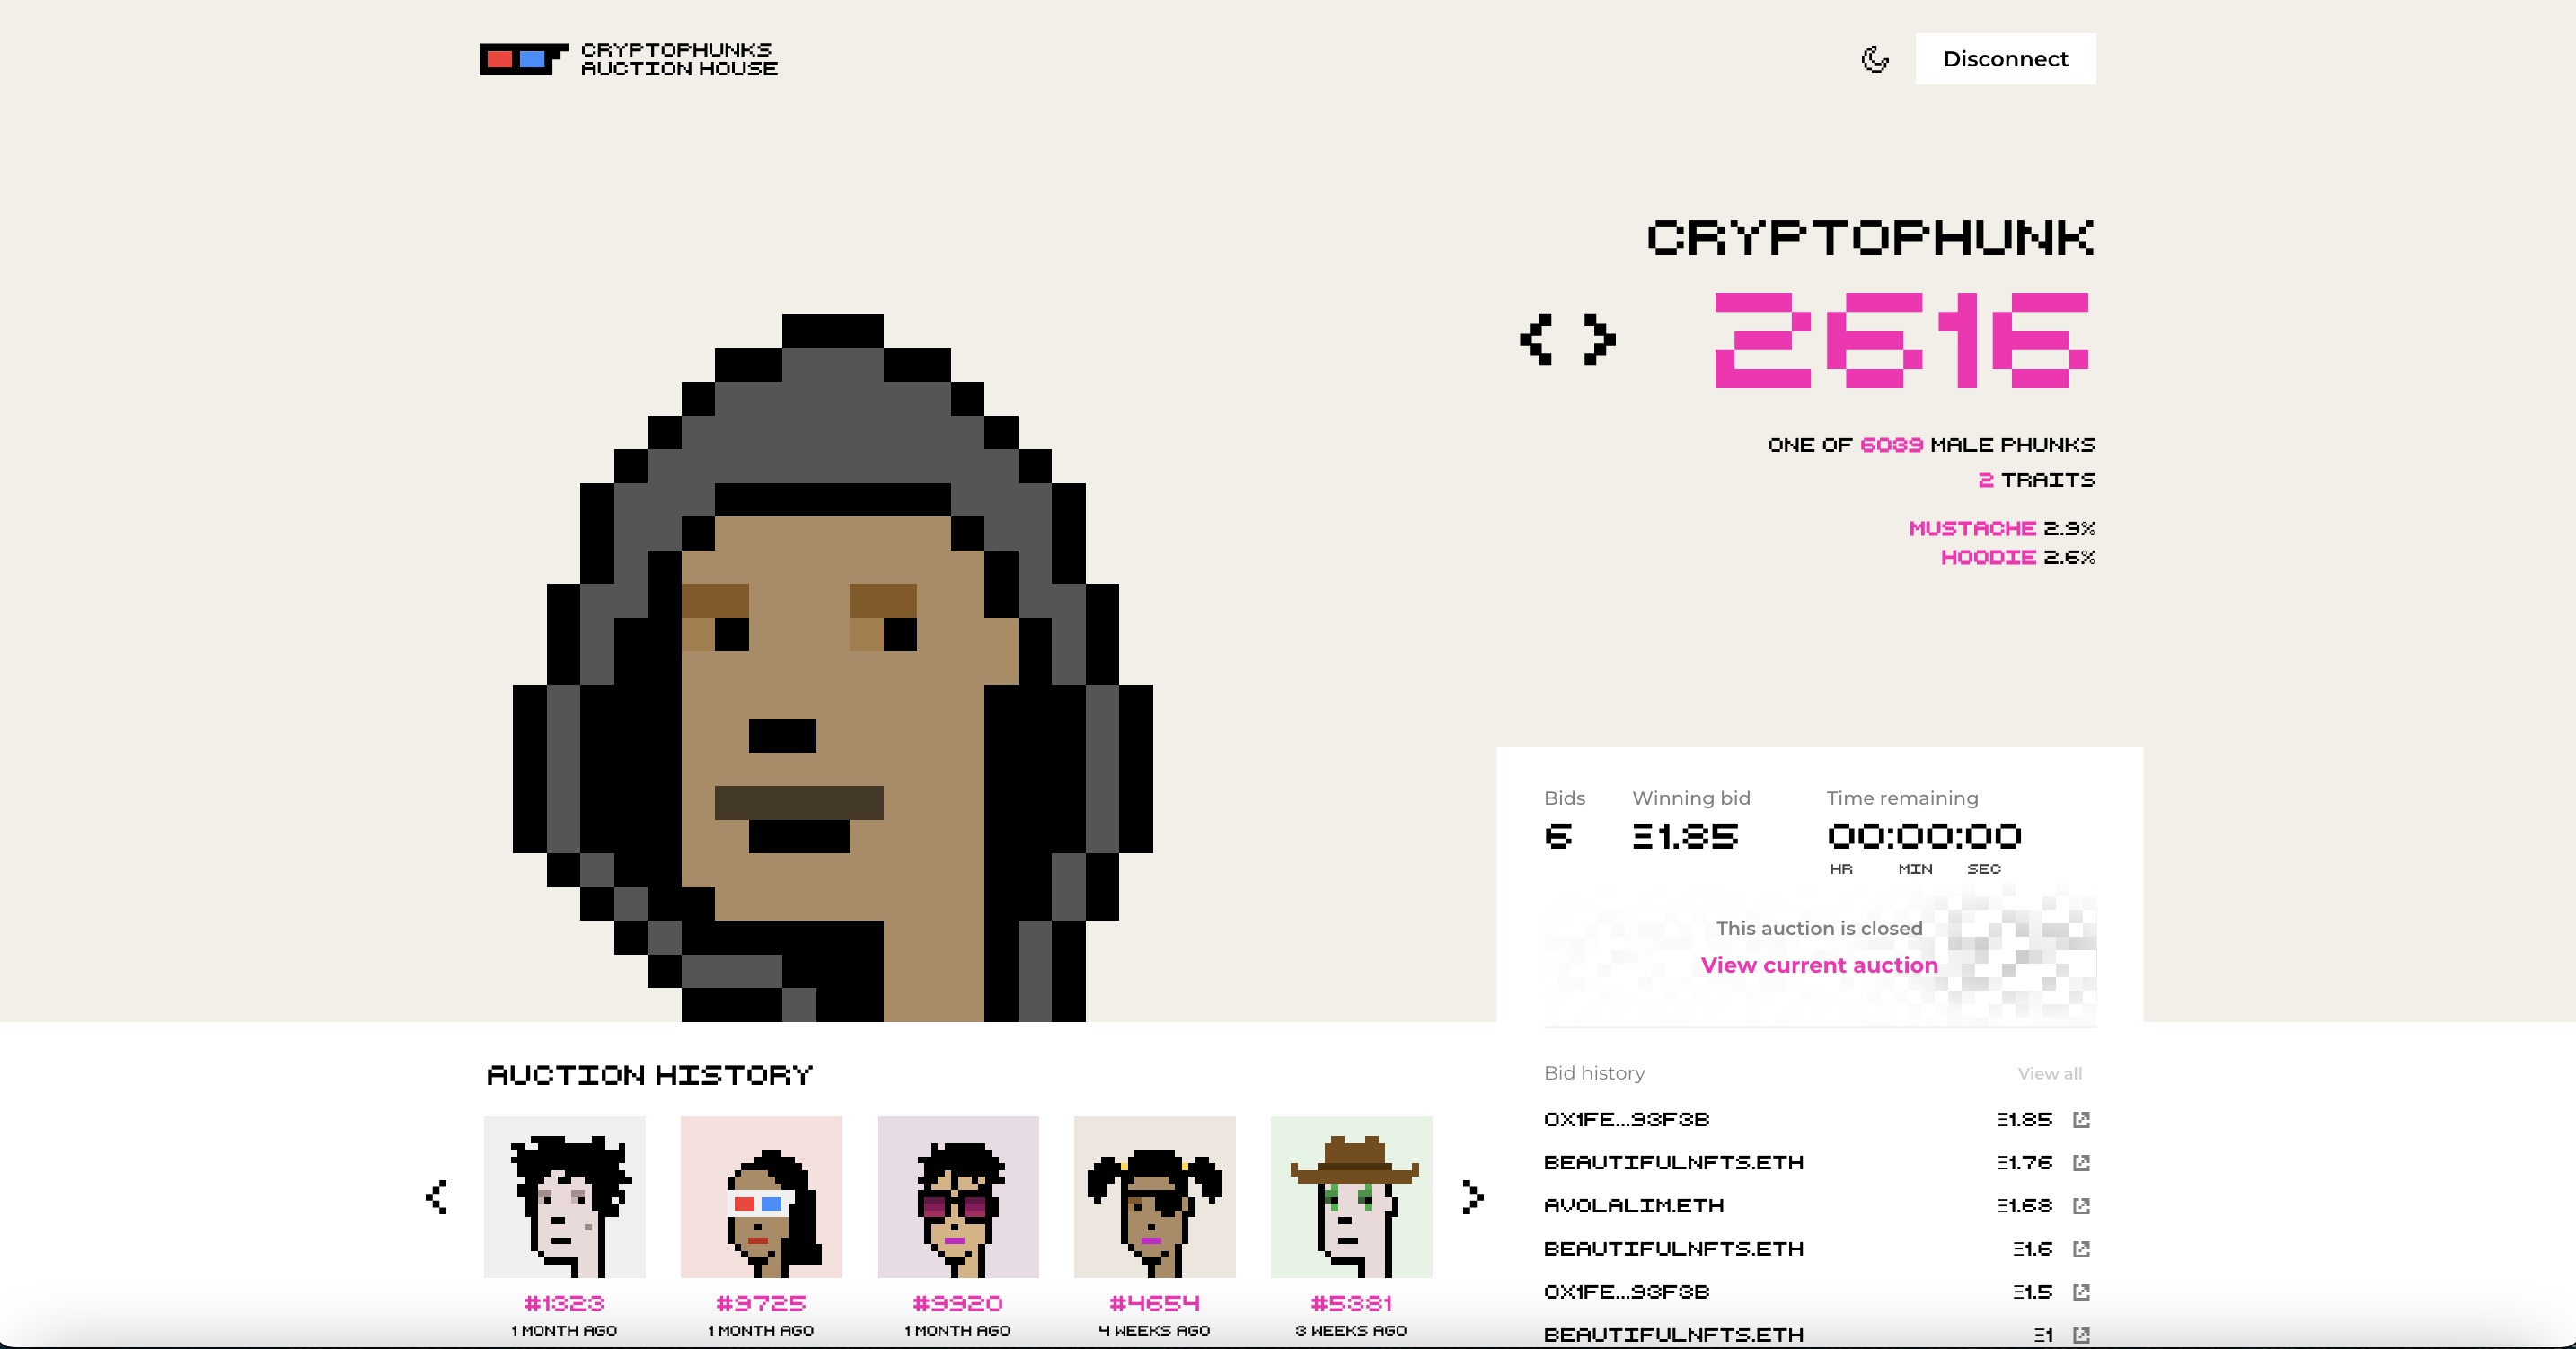 CRYPTOPHUNKS
AUCTION HOUSE
Disconnect
CRYPTOPHUNK
2616
ONE OF 6039 MALE PHUNKS
2 TRAITS
MUSTACHE 2.9%
HOODIE 2.6%
Bids
6
Winning bid
Ξ1.85
Time remaining
00:00:00
HR MIN SEC
This auction is closed
View current auction
AUCTION HISTORY
#1323
1 MONTH AGO
#9725
1 MONTH AGO
#9920
1 MONTH AGO
#4654
4 WEEKS AGO
#5381
3 WEEKS AGO
Bid history View all
0X1FE...93F3B Ξ1.85
BEAUTIFULNFTS.ETH Ξ1.76
AVOLALIM.ETH Ξ1.68
BEAUTIFULNFTS.ETH Ξ1.6
0X1FE...93F3B Ξ1.5
BEAUTIFULNFTS.ETH Ξ1